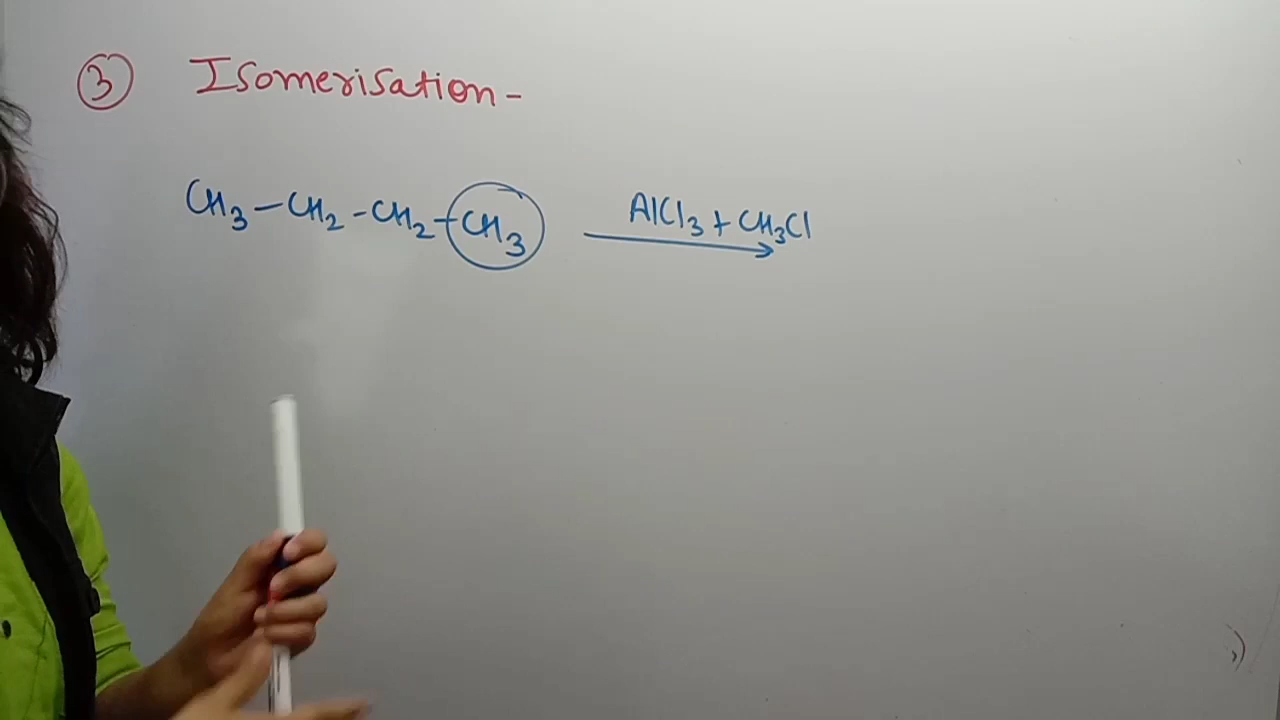 ③ Isomerisation -
CH₃ - CH₂ - CH₂ - CH₃ AlCl₃ + CH₃Cl →